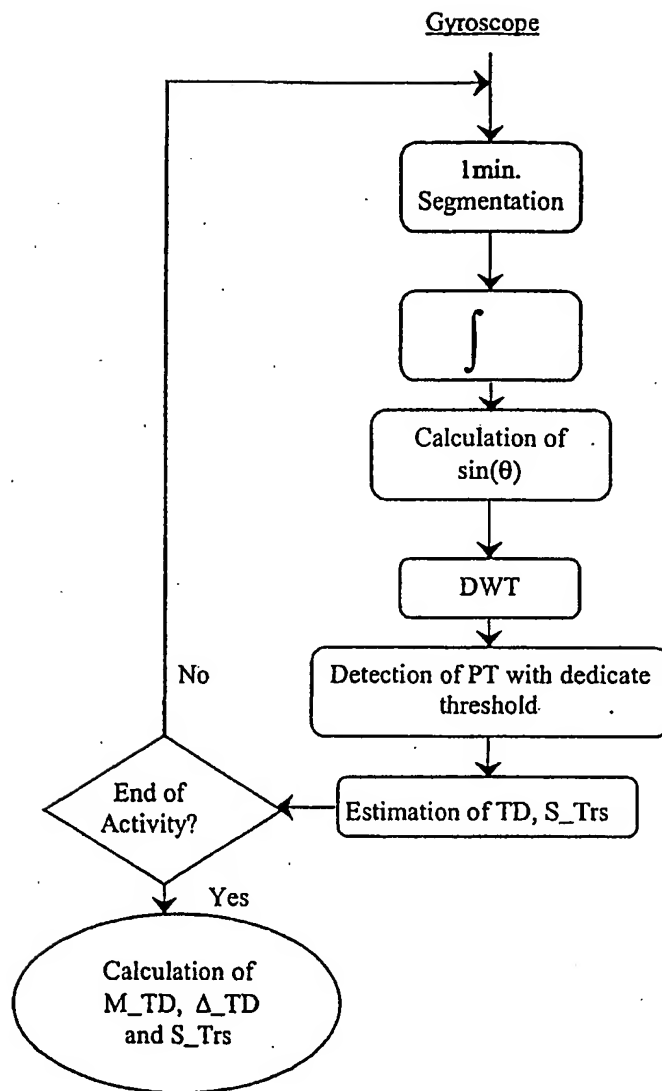 Gyroscope
1min.
Segmentation
∫
Calculation of
sin(θ)
DWT
Detection of PT with dedicate
threshold
Estimation of TD, S_Trs
End of
Activity?
No
Yes
Calculation of
M_TD, Δ_TD
and S_Trs